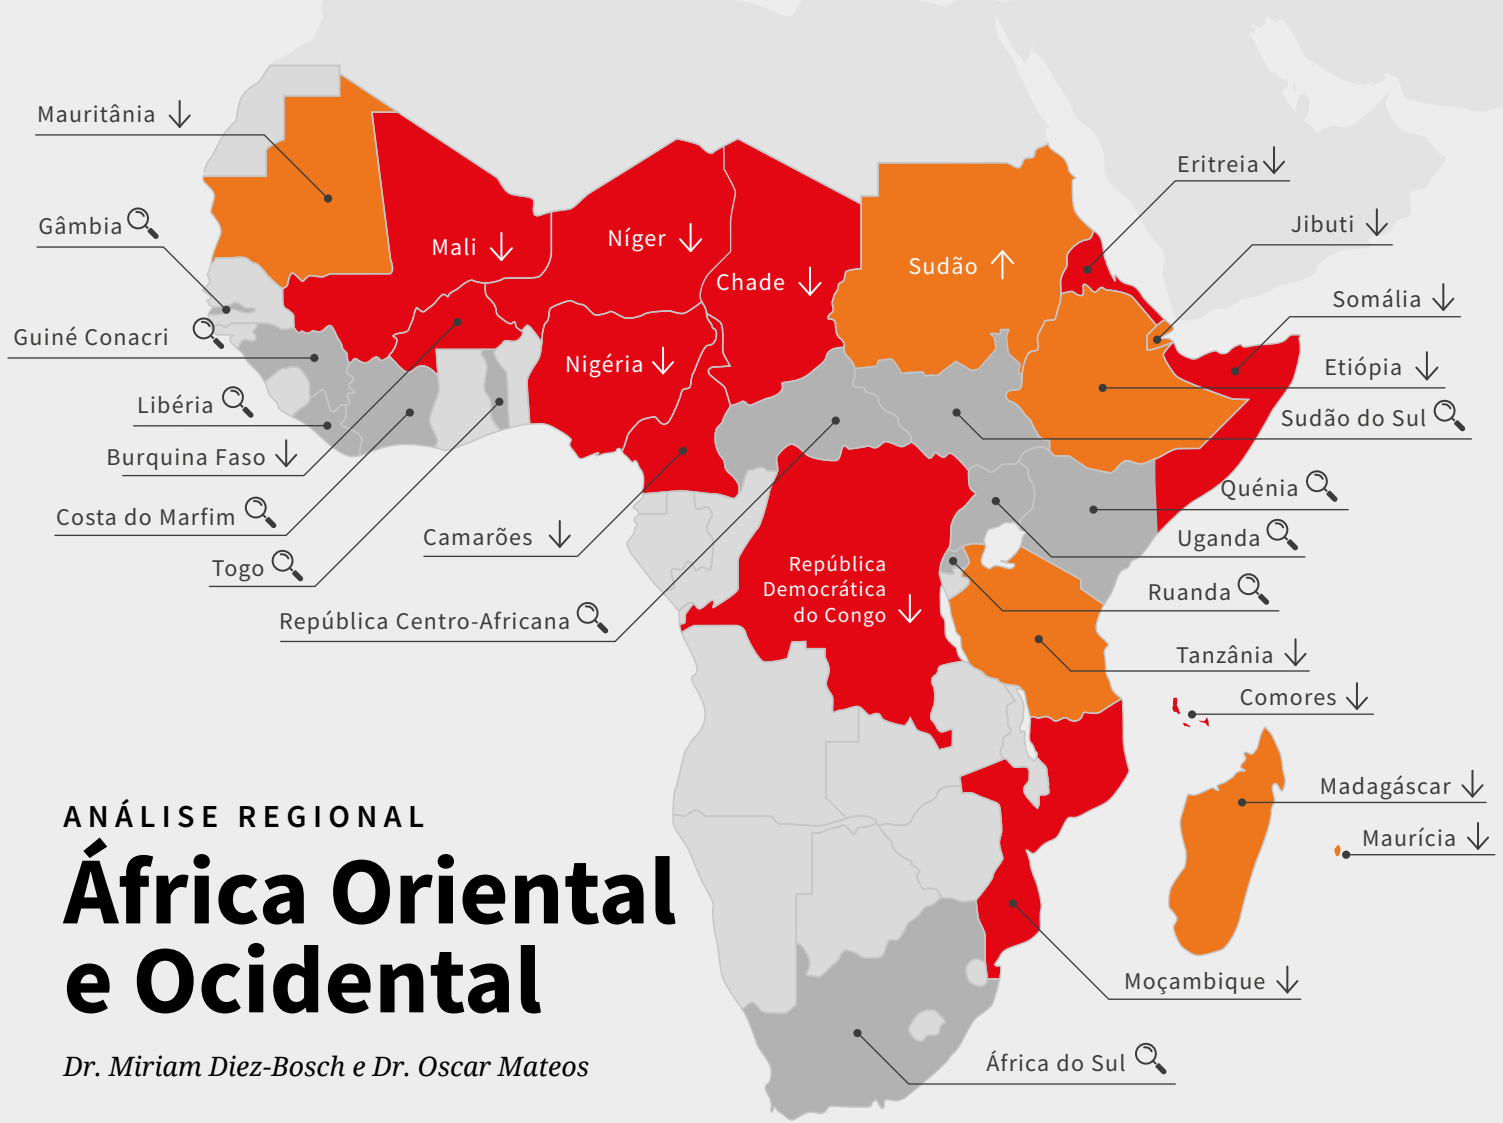 Mauritânia
Gâmbia
Guiné Conacri
Libéria
Burquina Faso
Costa do Marfim
Togo
Camarões
República Centro-Africana
Mali
Níger
Chade
Sudão
Nigéria
República
Democrática
do Congo
Eritreia
Jibuti
Somália
Etiópia
Sudão do Sul
Quénia
Uganda
Ruanda
Tanzânia
Comores
Madagáscar
Maurícia
Moçambique
África do Sul
ANÁLISE REGIONAL
África Oriental
e Ocidental
Dr. Miriam Diez-Bosch e Dr. Oscar Mateos